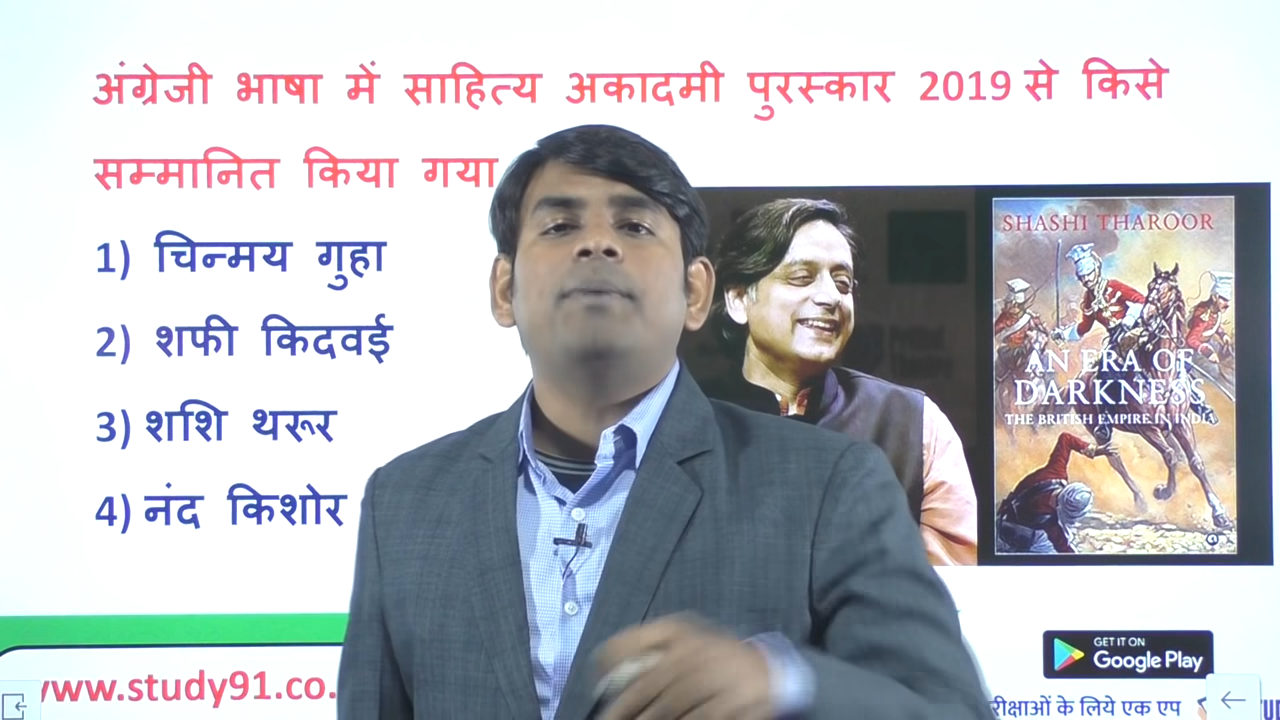 अंग्रेजी भाषा में साहित्य अकादमी पुरस्कार 2019 से किसे
सम्मानित किया गया
1) चिन्मय गुहा
2) शफी किदवई
3) शशि थरूर
4) नंद किशोर
SHASHI THAROOR
AN ERA OF
DARKNESS
THE BRITISH EMPIRE IN INDIA
www.study91.co.
GET IT ON
Google Play
के लिये एक एप